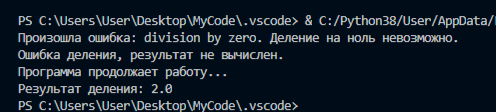 PS C:\Users\User\Desktop\MyCode\.vscode> & C:/Python38/User/AppData/
Произошла ошибка: division by zero. Деление на ноль невозможно.
Ошибка деления, результат не вычислен.
Программа продолжает работу...
Результат деления: 2.0
PS C:\Users\User\Desktop\MyCode\.vscode>